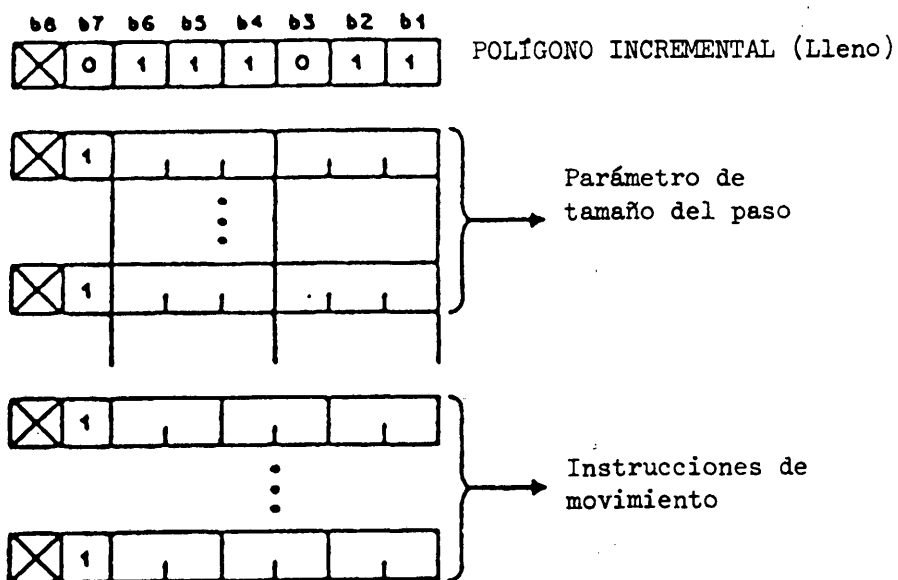 b8 b7 b6 b5 b4 b3 b2 b1
0 1 1 1 0 1 1 POLÍGONO INCREMENTAL (Lleno)
1
Parámetro de
tamaño del paso
1
1
Instrucciones de
movimiento
1